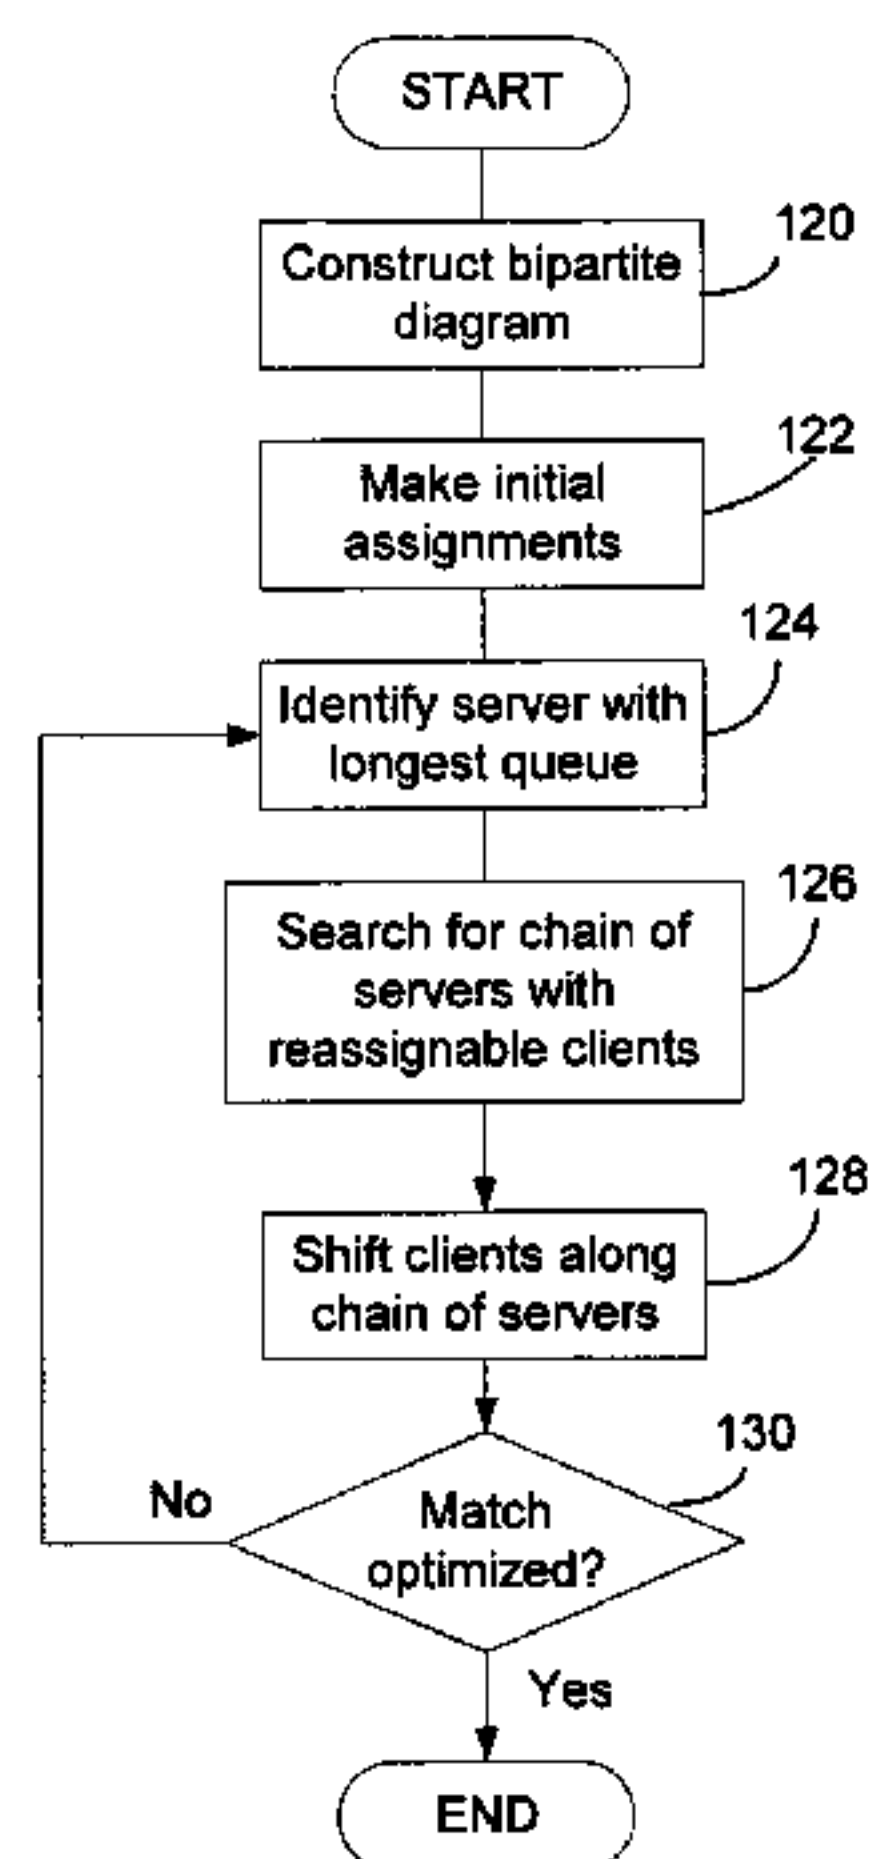 START
120
Construct bipartite
diagram
122
Make initial
assignments
124
Identify server with
longest queue
126
Search for chain of
servers with
reassignable clients
128
Shift clients along
chain of servers
130
No
Match
optimized?
Yes
END